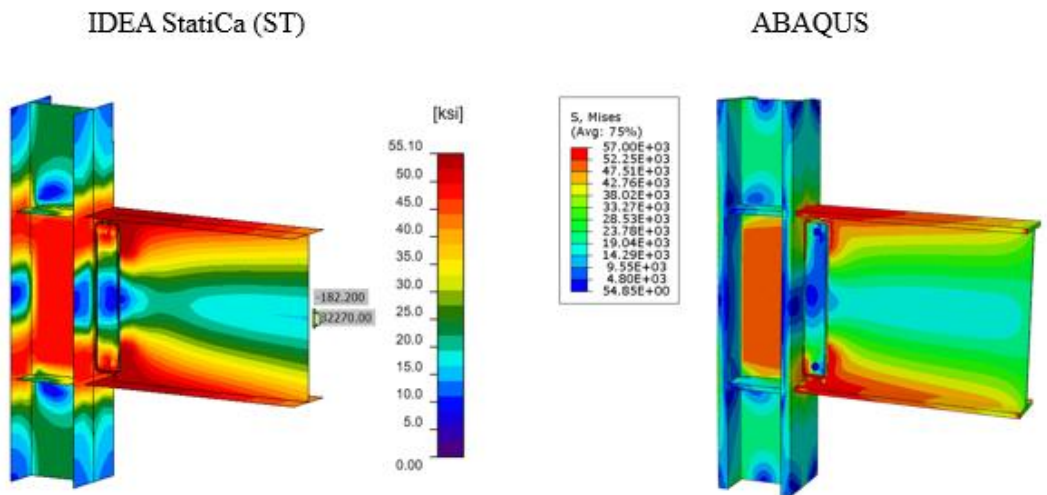 IDEA StatiCa (ST)
ABAQUS
[ksi]
55.10
50.0
45.0
40.0
35.0
30.0
25.0
20.0
15.0
10.0
5.0
0.00
-182.200
32270.00
S, Mises
(Avg: 75%)
57.00E+03
52.25E+03
47.51E+03
42.76E+03
38.02E+03
33.27E+03
28.53E+03
23.78E+03
19.04E+03
14.29E+03
9.55E+03
4.80E+03
54.85E+00